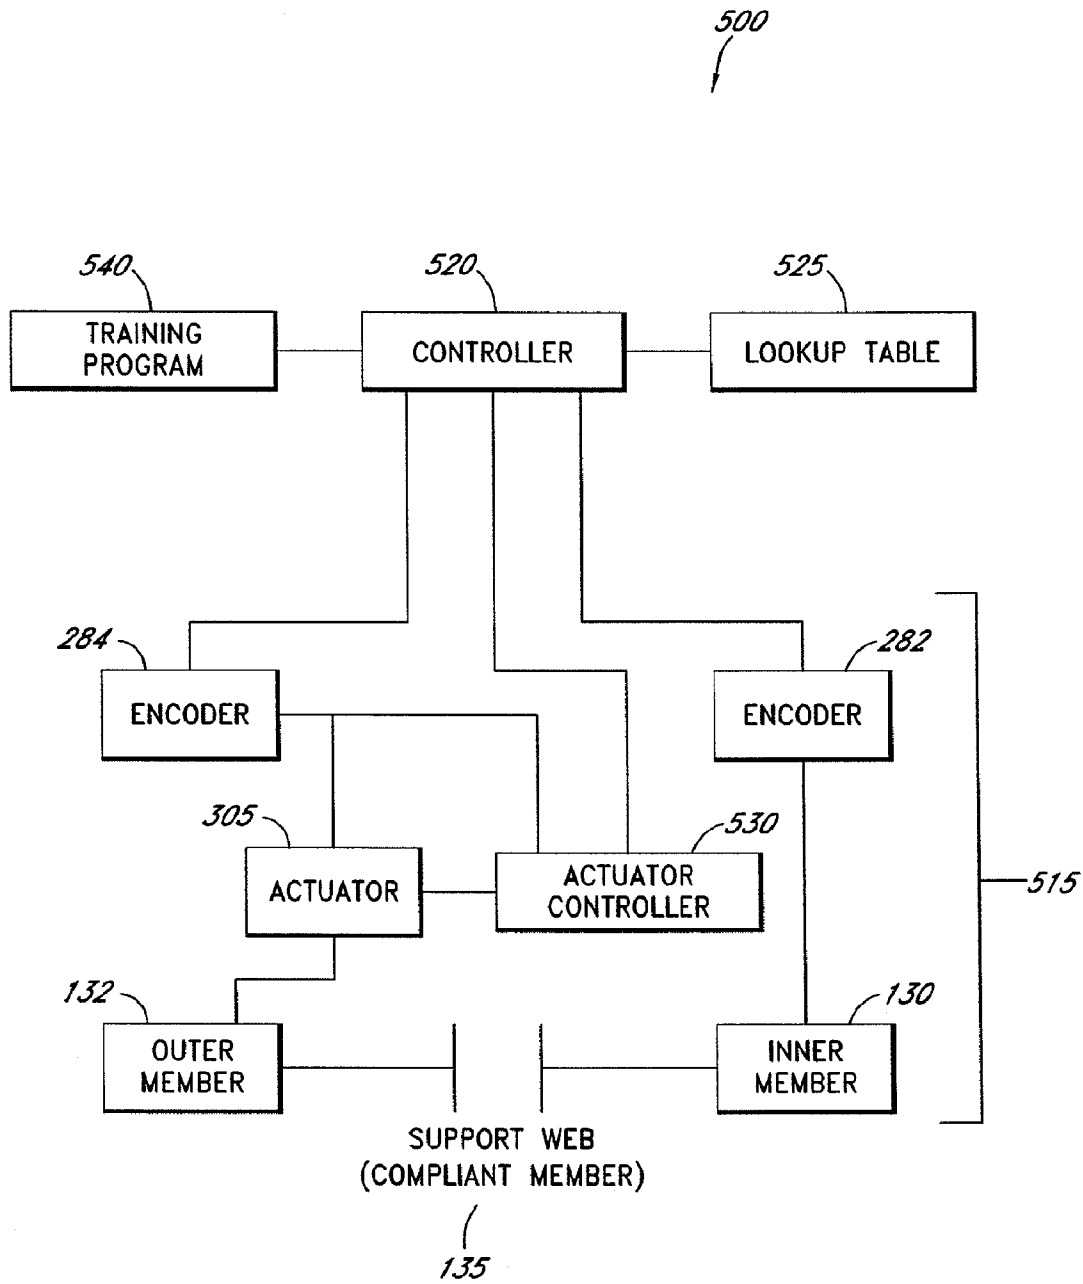 500
540
520
525
TRAINING
PROGRAM
CONTROLLER
LOOKUP TABLE
284
282
ENCODER
ENCODER
305
530
ACTUATOR
ACTUATOR
CONTROLLER
515
132
130
OUTER
MEMBER
INNER
MEMBER
SUPPORT WEB
(COMPLIANT MEMBER)
135